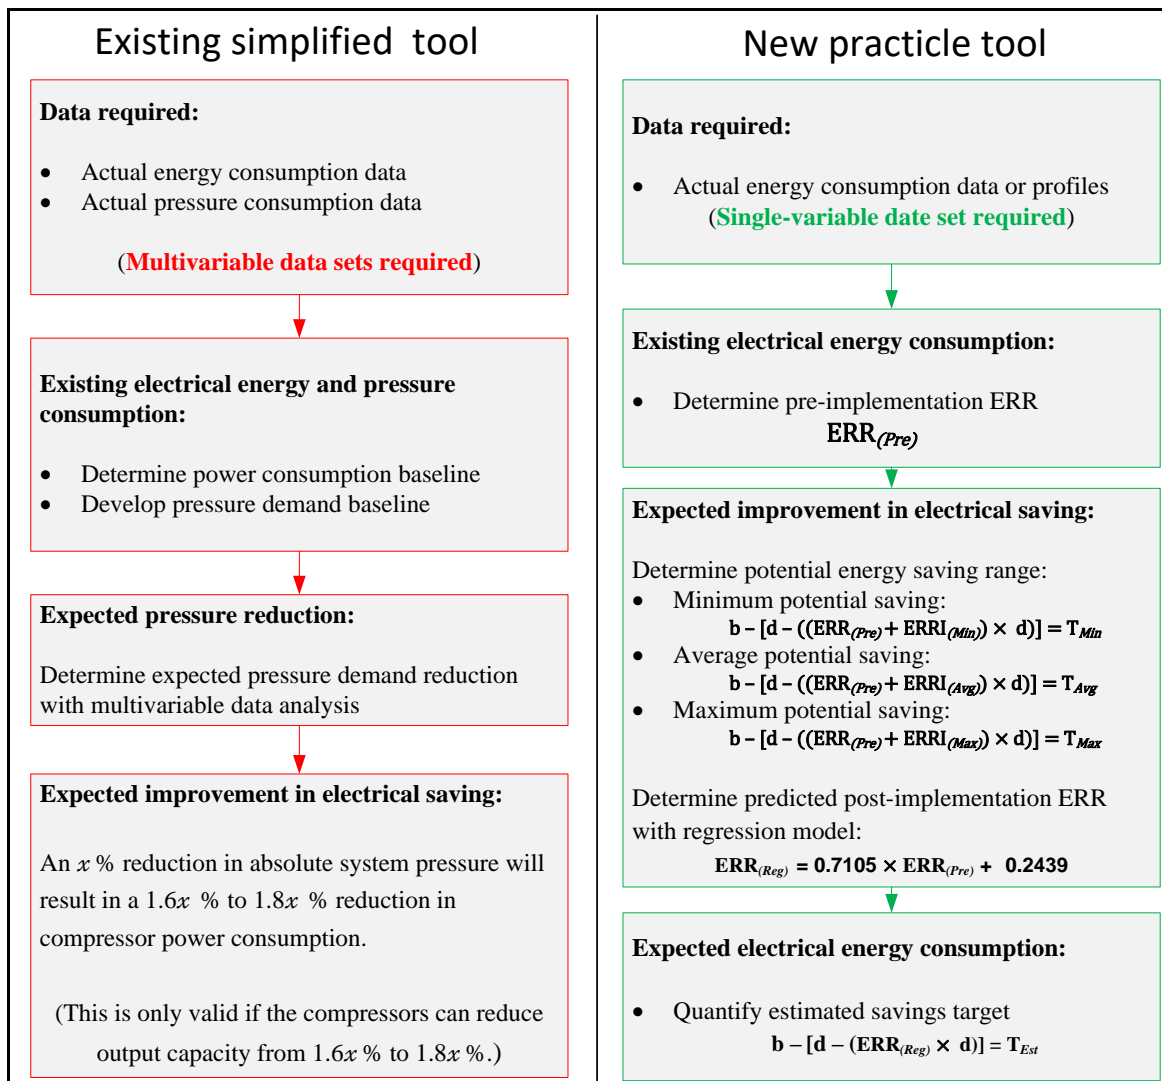 Existing simplified tool
Data required:
• Actual energy consumption data
• Actual pressure consumption data
(Multivariable data sets required)
Existing electrical energy and pressure
consumption:
• Determine power consumption baseline
• Develop pressure demand baseline
Expected pressure reduction:
Determine expected pressure demand reduction
with multivariable data analysis
Expected improvement in electrical saving:
An x % reduction in absolute system pressure will
result in a 1.6x % to 1.8x % reduction in
compressor power consumption.
(This is only valid if the compressors can reduce
output capacity from 1.6x % to 1.8x %.)
New practicle tool
Data required:
• Actual energy consumption data or profiles
(Single-variable date set required)
Existing electrical energy consumption:
• Determine pre-implementation ERR
ERR(Pre)
Expected improvement in electrical saving:
Determine potential energy saving range:
• Minimum potential saving:
b – [d – ((ERR(Pre) + ERRI(Min)) × d)] = TMin
• Average potential saving:
b – [d – ((ERR(Pre) + ERRI(Avg)) × d)] = TAvg
• Maximum potential saving:
b – [d – ((ERR(Pre) + ERRI(Max)) × d)] = TMax
Determine predicted post-implementation ERR
with regression model:
ERR(Reg) = 0.7105 × ERR(Pre) + 0.2439
Expected electrical energy consumption:
• Quantify estimated savings target
b – [d – (ERR(Reg) × d)] = TEst